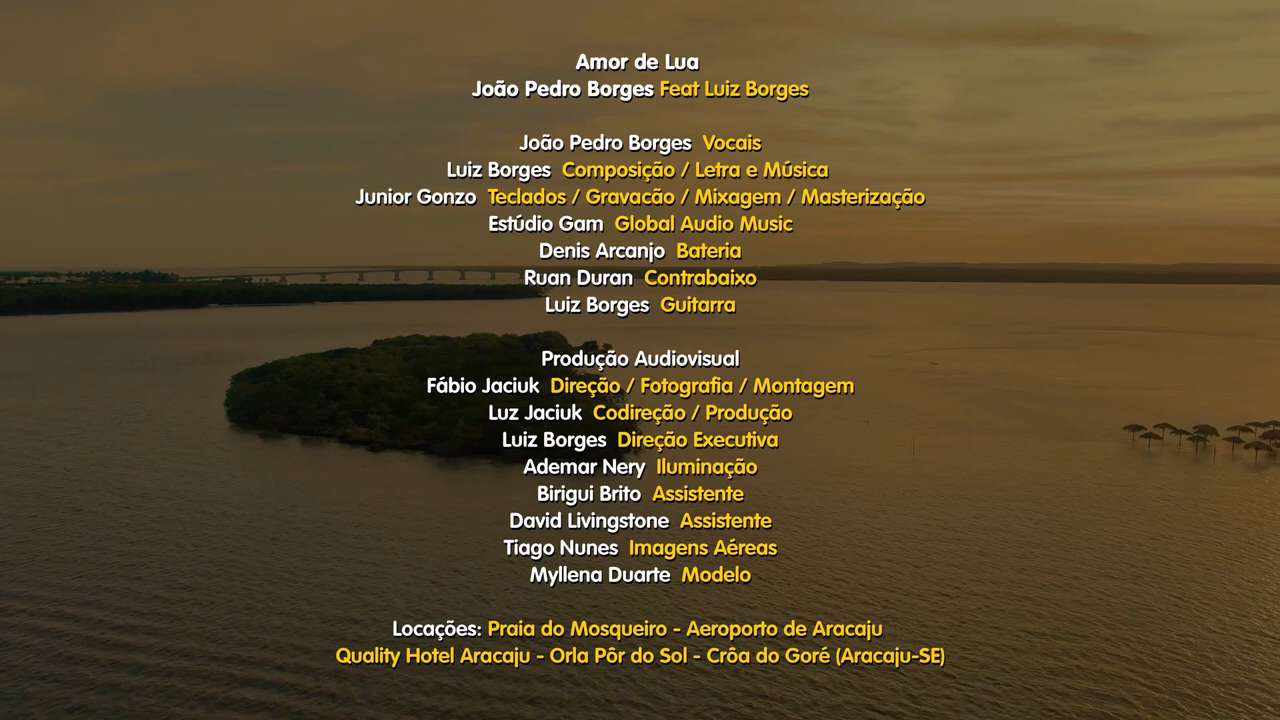 Amor de Lua
João Pedro Borges Feat Luiz Borges
João Pedro Borges Vocais
Luiz Borges Composição / Letra e Música
Junior Gonzo Teclados / Gravacão / Mixagem / Masterização
Estúdio Gam Global Audio Music
Denis Arcanjo Bateria
Ruan Duran Contrabaixo
Luiz Borges Guitarra
Produção Audiovisual
Fábio Jaciuk Direção / Fotografia / Montagem
Luz Jaciuk Codireção / Produção
Luiz Borges Direção Executiva
Ademar Nery Iluminação
Birigui Brito Assistente
David Livingstone Assistente
Tiago Nunes Imagens Aéreas
Myllena Duarte Modelo
Locações: Praia do Mosqueiro - Aeroporto de Aracaju
Quality Hotel Aracaju - Orla Pôr do Sol - Crôa do Goré (Aracaju-SE)